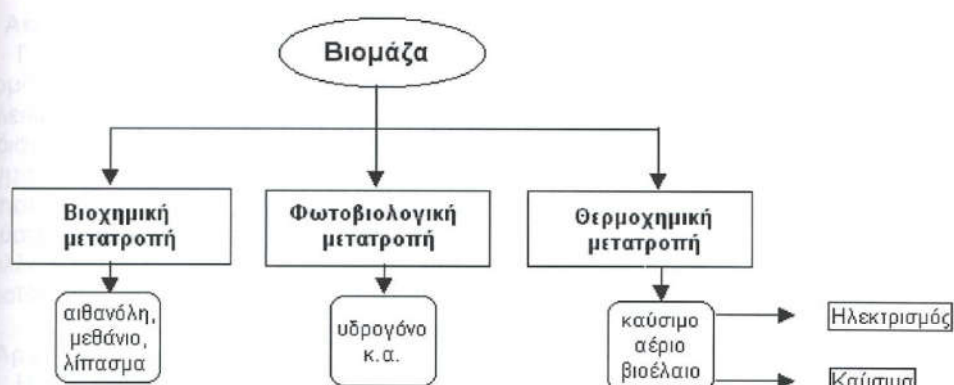 Βιομάζα
Βιοχημική
μετατροπή
Φωτοβιολογική
μετατροπή
Θερμοχημική
μετατροπή
αιθανόλη,
μεθάνιο,
λίπασμα
υδρογόνο
κ.α.
καύσιμο
αέριο
βιοέλαιο
Ηλεκτρισμός
Καύσιμα